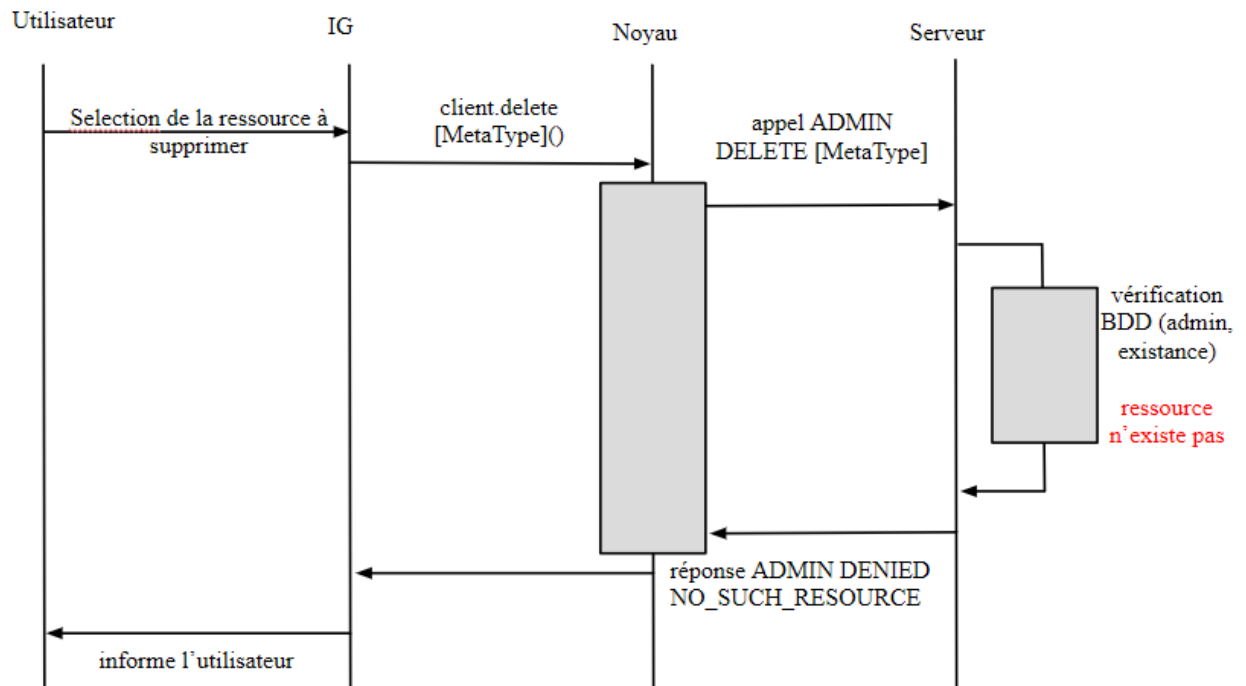 Utilisateur
IG
Noyau
Serveur
Selection de la ressource à
supprimer
client.delete
[MetaType]()
appel ADMIN
DELETE [MetaType]
vérification
BDD (admin,
existance)
ressource
n’existe pas
réponse ADMIN DENIED
NO_SUCH_RESOURCE
informe l’utilisateur